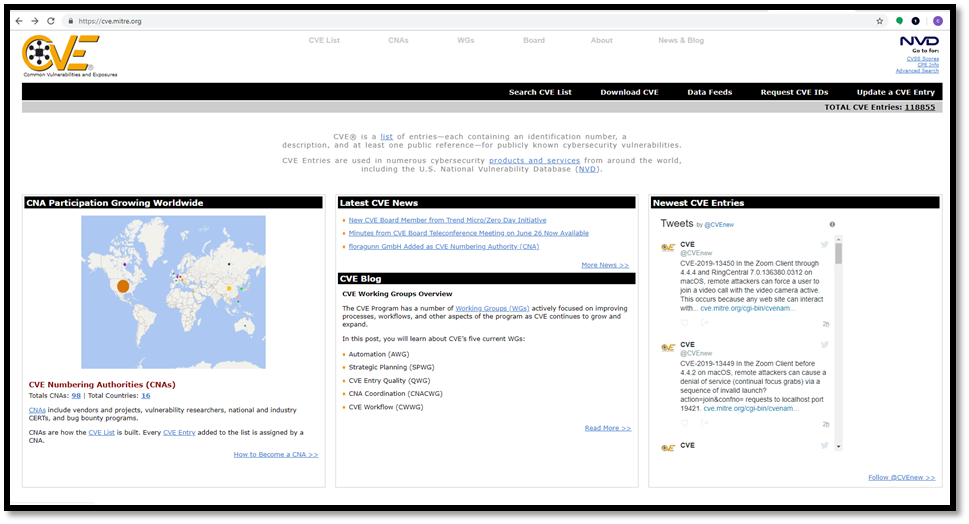 https://cve.mitre.org
CVE
®
Common Vulnerabilities and Exposures
CVE List CNAs WGs Board About News & Blog
NVD
Go to for:
CVSS Scores
CPE Info
Advanced Search
Search CVE List Download CVE Data Feeds Request CVE IDs Update a CVE Entry
TOTAL CVE Entries: 118855
CVE® is a list of entries—each containing an identification number, a
description, and at least one public reference—for publicly known cybersecurity vulnerabilities.
CVE Entries are used in numerous cybersecurity products and services from around the world,
including the U.S. National Vulnerability Database (NVD).
CNA Participation Growing Worldwide
CVE Numbering Authorities (CNAs)
Totals CNAs: 98 | Total Countries: 16
CNAs include vendors and projects, vulnerability researchers, national and industry
CERTs, and bug bounty programs.
CNAs are how the CVE List is built. Every CVE Entry added to the list is assigned by a
CNA.
How to Become a CNA >>
Latest CVE News
New CVE Board Member from Trend Micro/Zero Day Initiative
Minutes from CVE Board Teleconference Meeting on June 26 Now Available
floragunn GmbH Added as CVE Numbering Authority (CNA)
More News >>
CVE Blog
CVE Working Groups Overview
The CVE Program has a number of Working Groups (WGs) actively focused on improving
processes, workflows, and other aspects of the program as CVE continues to grow and
expand.
In this post, you will learn about CVE's five current WGs:
Automation (AWG)
Strategic Planning (SPWG)
CVE Entry Quality (QWG)
CNA Coordination (CNACWG)
CVE Workflow (CWWG)
Read More >>
Newest CVE Entries
Tweets by @CVEnew
CVE
@CVEnew
CVE-2019-13450 In the Zoom Client through
4.4.4 and RingCentral 7.0.136380.0312 on
macOS, remote attackers can force a user to
join a video call with the video camera active.
This occurs because any web site can interact
with... cve.mitre.org/cgi-bin/cvenam...
2h
CVE
@CVEnew
CVE-2019-13449 In the Zoom Client before
4.4.2 on macOS, remote attackers can cause a
denial of service (continual focus grabs) via a
sequence of invalid launch?
action=join&confno= requests to localhost port
19421. cve.mitre.org/cgi-bin/cvenam...
2h
CVE
Follow @CVEnew >>